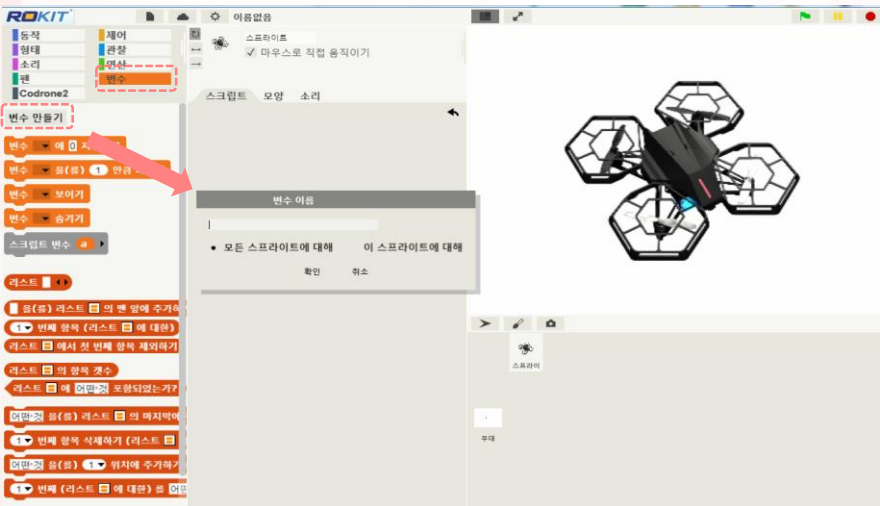 ROKIT
이름없음
동작
제어
형태
관찰
소리
연산
펜
변수
Codrone2
변수 만들기
스프라이트
마우스로 직접 움직이기
스크립트 모양 소리
변수 에 0
변수 을(를) 1 만큼
변수 보이기
변수 숨기기
스크립트 변수 a
리스트
을(를) 리스트 의 맨 앞에 추가하
1 번째 항목 (리스트 에 대한)
리스트 에서 첫 번째 항목 제외하기
리스트 의 항목 갯수
리스트 에 어떤 것 포함되었는가?
어떤 것 을(를) 리스트 의 마지막에
1 번째 항목 삭제하기 (리스트
어떤 것 을(를) 1 위치에 추가하기
1 번째 (리스트 에 대한) 를 어떤
변수 이름
모든 스프라이트에 대해 이 스프라이트에 대해
확인 취소
스프라이
무대